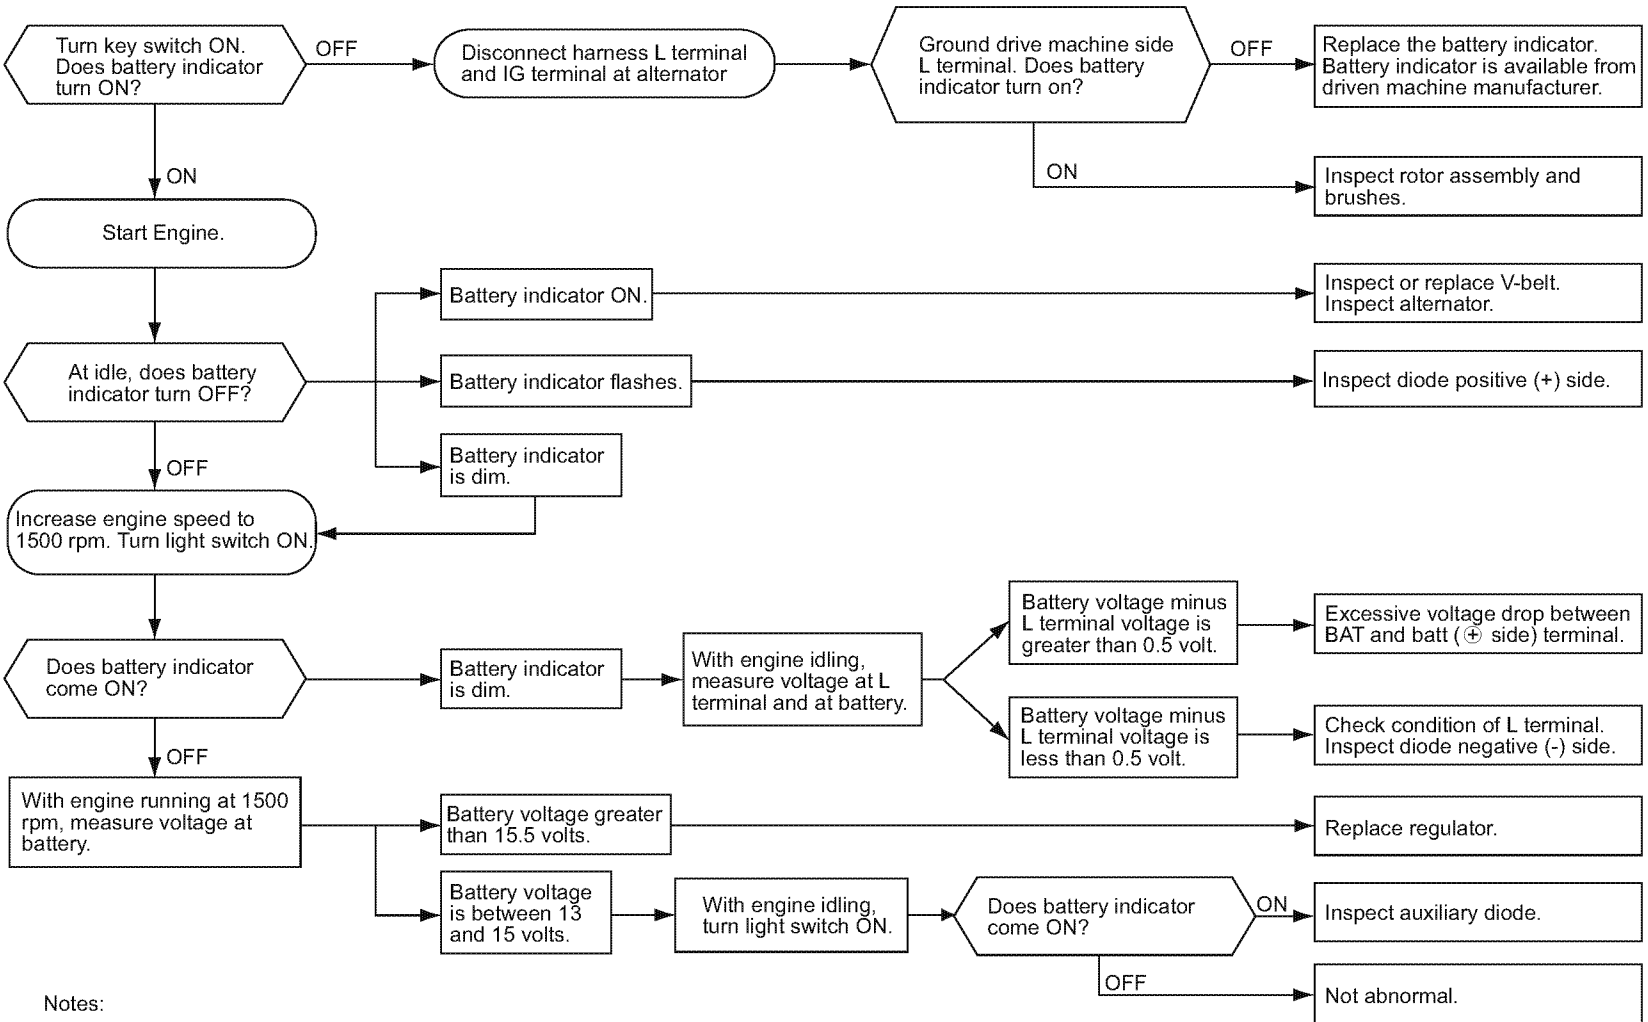 Turn key switch ON.
Does battery indicator
turn ON?
OFF
Disconnect harness L terminal
and IG terminal at alternator
Ground drive machine side
L terminal. Does battery
indicator turn on?
OFF
Replace the battery indicator.
Battery indicator is available from
driven machine manufacturer.
ON
Inspect rotor assembly and
brushes.
ON
Start Engine.
Battery indicator ON.
Inspect or replace V-belt.
Inspect alternator.
At idle, does battery
indicator turn OFF?
Battery indicator flashes.
Inspect diode positive (+) side.
Battery indicator
is dim.
OFF
Increase engine speed to
1500 rpm. Turn light switch ON.
Does battery indicator
come ON?
Battery indicator
is dim.
With engine idling,
measure voltage at L
terminal and at battery.
Battery voltage minus
L terminal voltage is
greater than 0.5 volt.
Excessive voltage drop between
BAT and batt (⊕ side) terminal.
Battery voltage minus
L terminal voltage is
less than 0.5 volt.
Check condition of L terminal.
Inspect diode negative (-) side.
OFF
With engine running at 1500
rpm, measure voltage at
battery.
Battery voltage greater
than 15.5 volts.
Replace regulator.
Battery voltage
is between 13
and 15 volts.
With engine idling,
turn light switch ON.
Does battery indicator
come ON?
ON
Inspect auxiliary diode.
OFF
Not abnormal.
Notes: